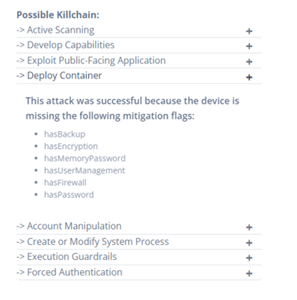 Possible Killchain:
-> Active Scanning +
-> Develop Capabilities +
-> Exploit Public-Facing Application +
-> Deploy Container +
This attack was successful because the device is
missing the following mitigation flags:
• hasBackup
• hasEncryption
• hasMemoryPassword
• hasUserManagement
• hasFirewall
• hasPassword
-> Account Manipulation +
-> Create or Modify System Process +
-> Execution Guardrails +
-> Forced Authentication +